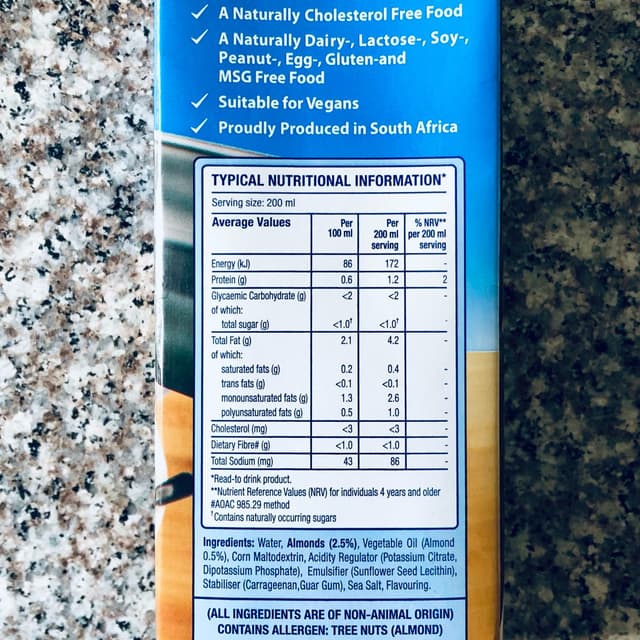 ✓ A Naturally Cholesterol Free Food
✓ A Naturally Dairy-, Lactose-, Soy-,
Peanut-, Egg-, Gluten-and
MSG Free Food
✓ Suitable for Vegans
✓ Proudly Produced in South Africa
TYPICAL NUTRITIONAL INFORMATION*
Serving size: 200 ml
Average Values Per 100 ml Per 200 ml serving % NRV** per 200 ml serving
Energy (kJ) 86 172 -
Protein (g) 0.6 1.2 2
Glycaemic Carbohydrate (g) <2 <2 -
of which:
total sugar (g) <1.0† <1.0† -
Total Fat (g) 2.1 4.2 -
of which:
saturated fats (g) 0.2 0.4 -
trans fats (g) <0.1 <0.1 -
monounsaturated fats (g) 1.3 2.6 -
polyunsaturated fats (g) 0.5 1.0 -
Cholesterol (mg) <3 <3 -
Dietary Fibre# (g) <1.0 <1.0 -
Total Sodium (mg) 43 86 -
*Read-to drink product.
**Nutrient Reference Values (NRV) for individuals 4 years and older
#AOAC 985.29 method
†Contains naturally occurring sugars
Ingredients: Water, Almonds (2.5%), Vegetable Oil (Almond
0.5%), Corn Maltodextrin, Acidity Regulator (Potassium Citrate,
Dipotassium Phosphate), Emulsifier (Sunflower Seed Lecithin),
Stabiliser (Carrageenan,Guar Gum), Sea Salt, Flavouring.
(ALL INGREDIENTS ARE OF NON-ANIMAL ORIGIN)
CONTAINS ALLERGEN: TREE NUTS (ALMOND)